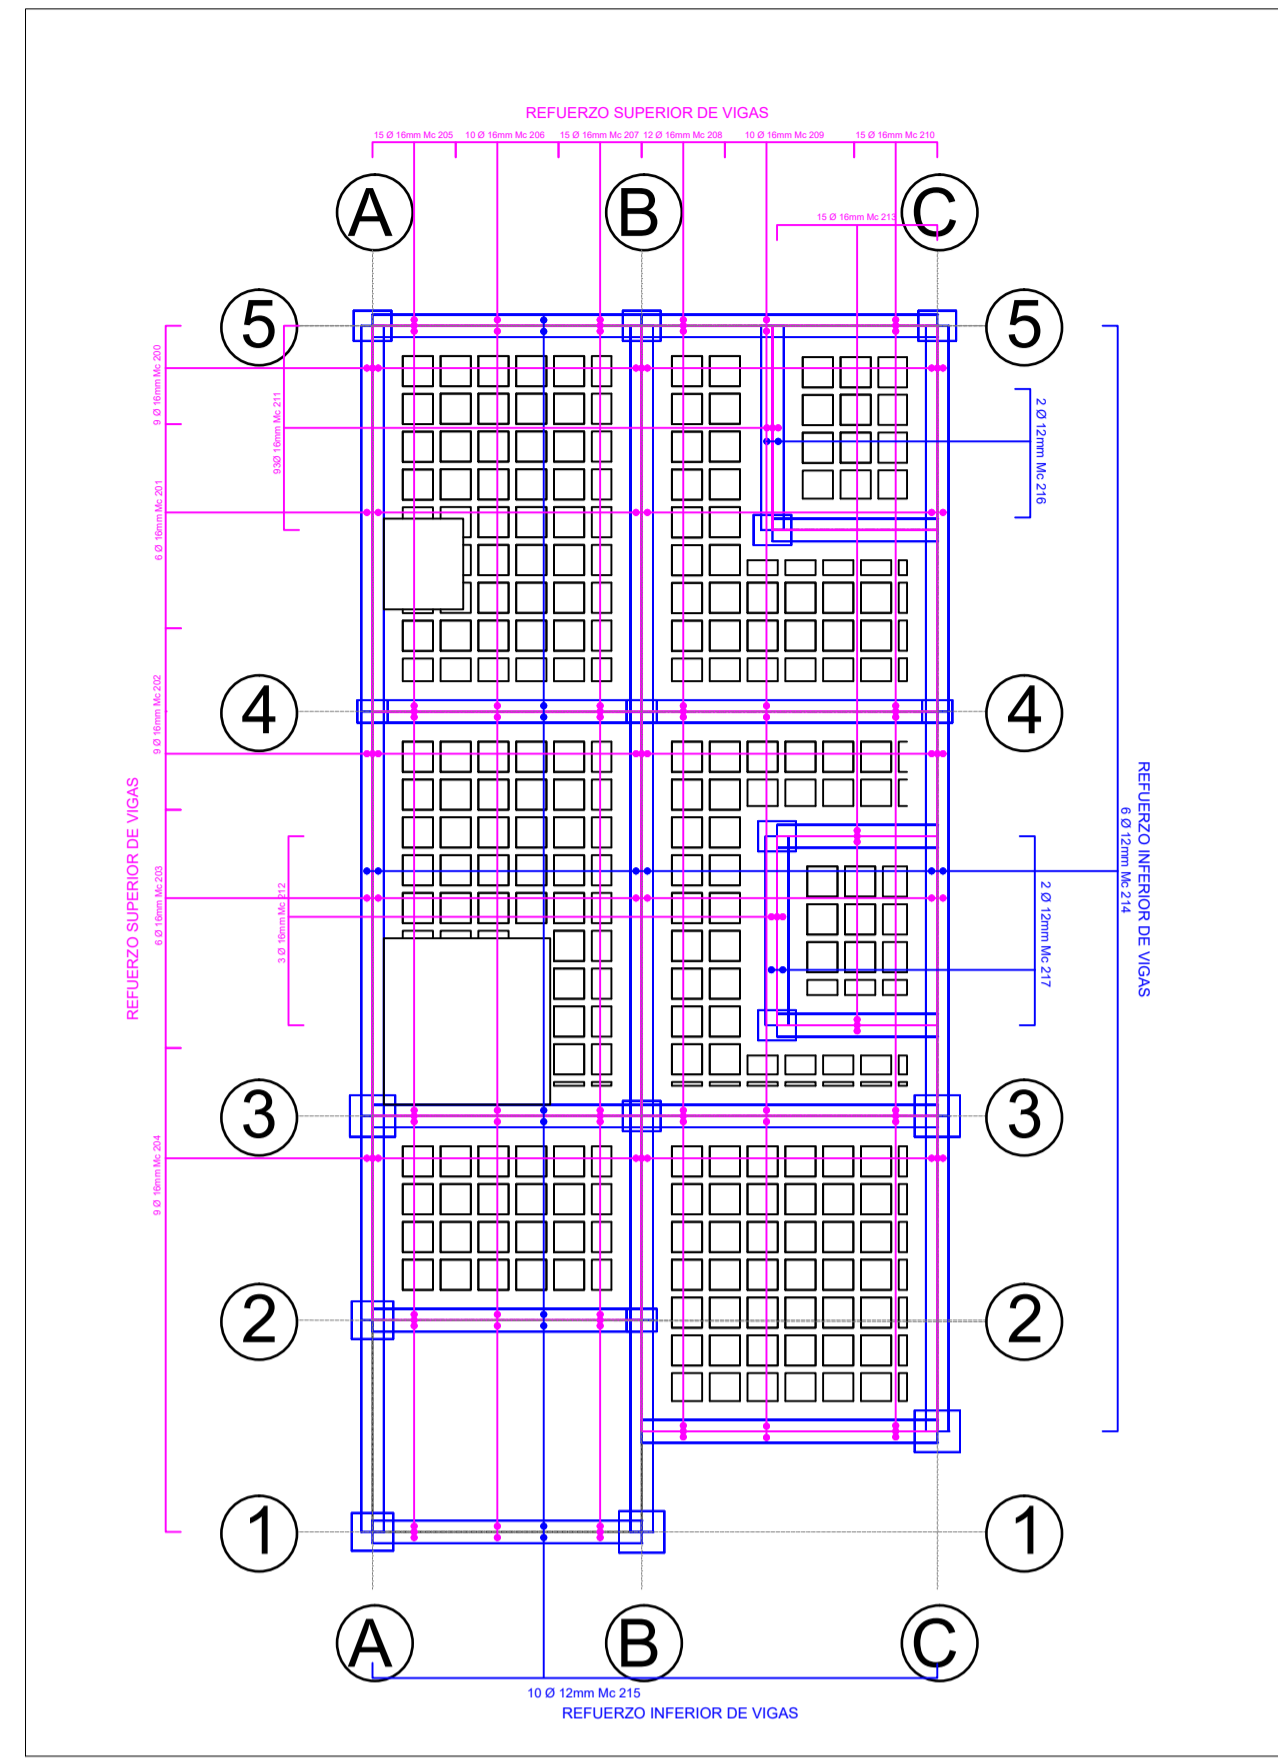 REFUERZO SUPERIOR DE VIGAS
15 Ø 16mm Mc 205
10 Ø 16mm Mc 206
15 Ø 16mm Mc 207
12 Ø 16mm Mc 208
10 Ø 16mm Mc 209
15 Ø 16mm Mc 210
A
B
C
15 Ø 16mm Mc 213
5
5
9 Ø 16mm Mc 200
93Ø 16mm Mc 211
2 Ø 12mm Mc 216
6 Ø 16mm Mc 201
4
4
9 Ø 16mm Mc 202
REFUERZO SUPERIOR DE VIGAS
6 Ø 16mm Mc 203
3 Ø 16mm Mc 212
2 Ø 12mm Mc 217
REFUERZO INFERIOR DE VIGAS
6 Ø 12mm Mc 214
3
3
9 Ø 16mm Mc 204
2
2
1
1
A
B
C
10 Ø 12mm Mc 215
REFUERZO INFERIOR DE VIGAS